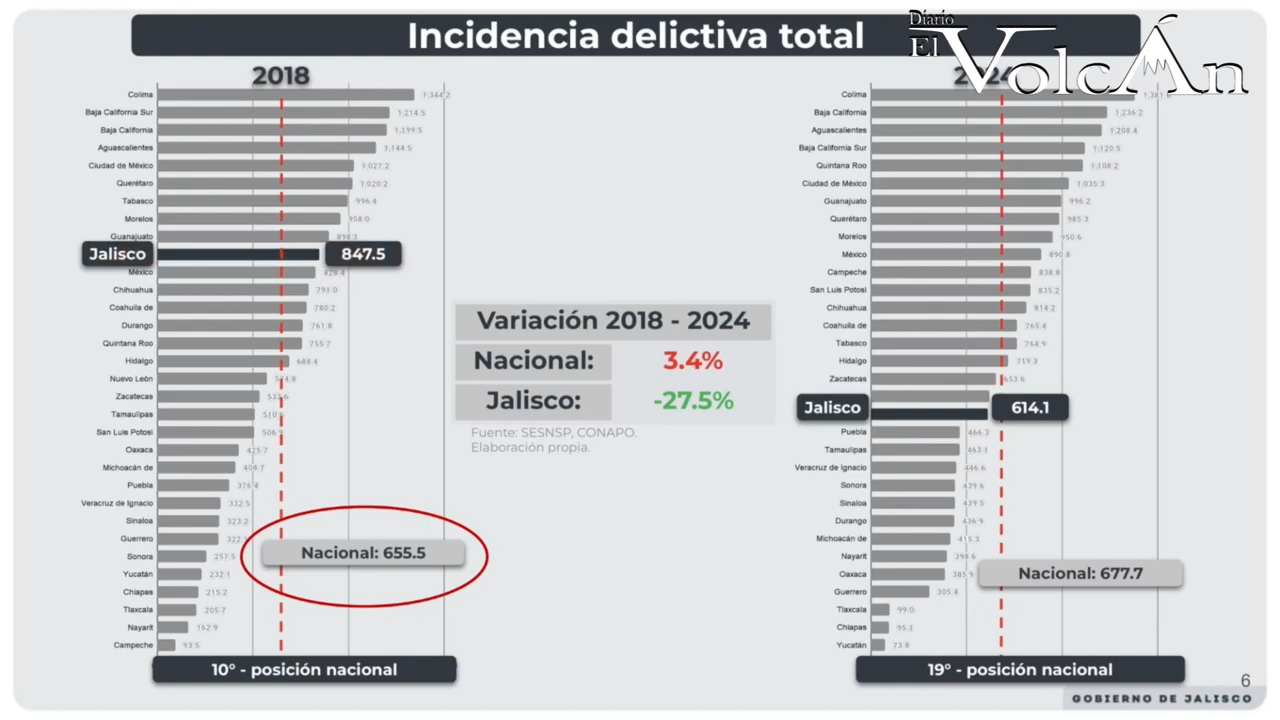 Incidencia delictiva total
Diario
El Volcán
2018
Colima 1,344.2
Baja California Sur 1,214.5
Baja California 1,199.5
Aguascalientes 1,144.5
Ciudad de México 1,027.2
Querétaro 1,020.2
Tabasco 996.4
Morelos 958.0
Guanajuato 898.3
Jalisco 847.5
México 828.4
Chihuahua 791.0
Coahuila de 780.2
Durango 761.8
Quintana Roo 755.7
Hidalgo 688.4
Nuevo León
Zacatecas
Tamaulipas
San Luis Potosí
Oaxaca
Michoacán de 408.7
Puebla 376.4
Veracruz de Ignacio 332.5
Sinaloa 323.2
Guerrero
Sonora 257.5
Yucatán 232.1
Chiapas 215.2
Tlaxcala 205.7
Nayarit 162.9
Campeche 93.5
Nacional: 655.5
10° - posición nacional
Variación 2018 - 2024
Nacional: 3.4%
Jalisco: -27.5%
Fuente: SESNSP, CONAPO.
Elaboración propia.
2024
Colima
Baja California 1,236.2
Aguascalientes 1,208.4
Baja California Sur 1,120.5
Quintana Roo 1,108.2
Ciudad de México 1,035.3
Guanajuato 996.2
Querétaro 985.3
Morelos 950.6
México 890.8
Campeche 838.8
San Luis Potosí 835.2
Chihuahua 814.2
Coahuila de 765.4
Tabasco 764.9
Hidalgo 719.3
Zacatecas 653.6
Jalisco 614.1
Puebla 466.3
Tamaulipas 463.1
Veracruz de Ignacio 446.6
Sonora 439.6
Sinaloa 439.5
Durango 436.9
Michoacán de 415.3
Nayarit 398.6
Oaxaca 385.9
Guerrero 305.4
Tlaxcala 99.0
Chiapas 95.3
Yucatán 73.8
Nacional: 677.7
19° - posición nacional
6
GOBIERNO DE JALISCO